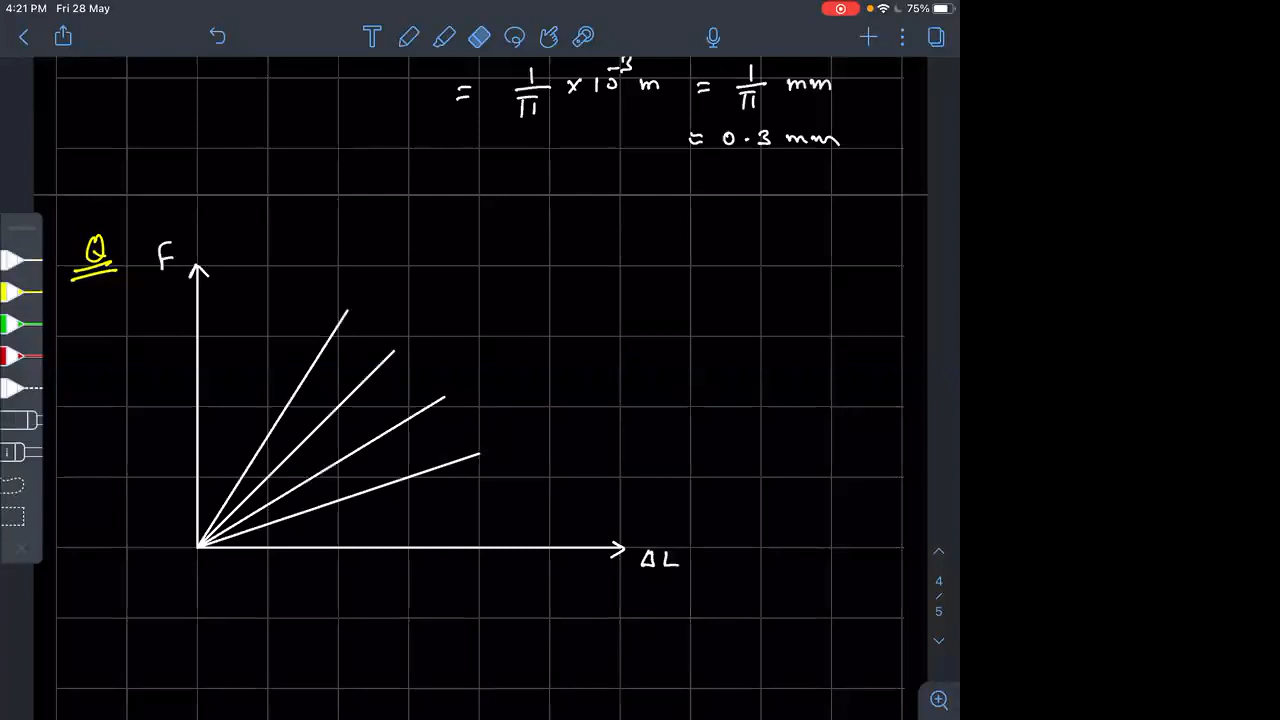 4:21 PM Fri 28 May 75%
= 1/π × 10⁻³ m = 1/π mm
≈ 0.3 mm
Q F
ΔL
4
5